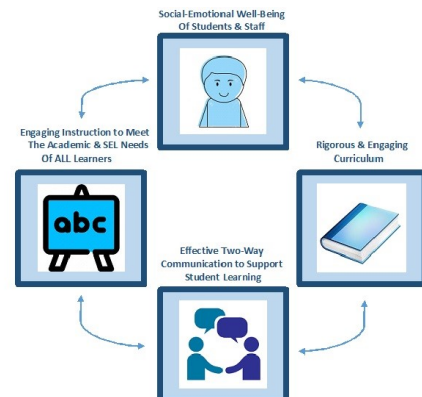 Social-Emotional Well-Being
Of Students & Staff
Engaging Instruction to Meet
The Academic & SEL Needs
Of ALL Learners
Rigorous & Engaging
Curriculum
abc
Effective Two-Way
Communication to Support
Student Learning